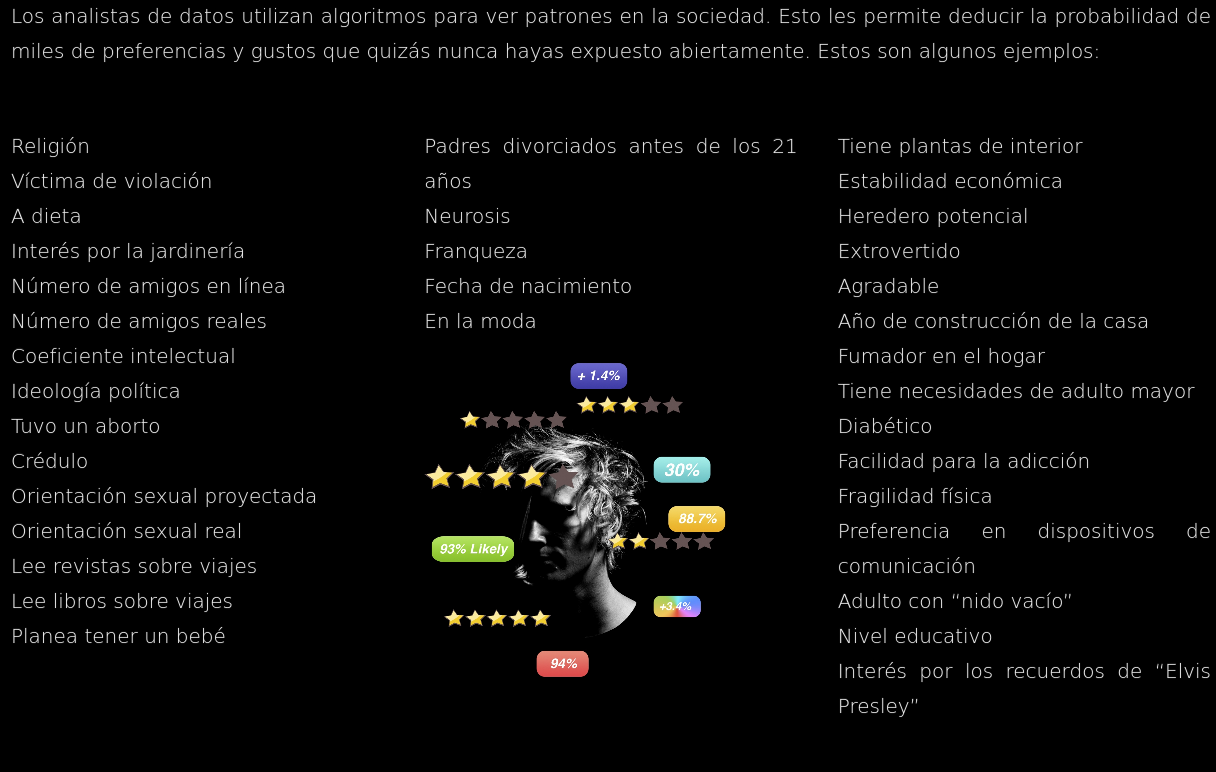 Los analistas de datos utilizan algoritmos para ver patrones en la sociedad. Esto les permite deducir la probabilidad de
miles de preferencias y gustos que quizás nunca hayas expuesto abiertamente. Estos son algunos ejemplos:
Religión
Víctima de violación
A dieta
Interés por la jardinería
Número de amigos en línea
Número de amigos reales
Coeficiente intelectual
Ideología política
Tuvo un aborto
Crédulo
Orientación sexual proyectada
Orientación sexual real
Lee revistas sobre viajes
Lee libros sobre viajes
Planea tener un bebé
Padres divorciados antes de los 21
años
Neurosis
Franqueza
Fecha de nacimiento
En la moda
+ 1.4%
30%
88.7%
93% Likely
+3.4%
94%
Tiene plantas de interior
Estabilidad económica
Heredero potencial
Extrovertido
Agradable
Año de construcción de la casa
Fumador en el hogar
Tiene necesidades de adulto mayor
Diabético
Facilidad para la adicción
Fragilidad física
Preferencia en dispositivos de
comunicación
Adulto con “nido vacío”
Nivel educativo
Interés por los recuerdos de “Elvis
Presley”